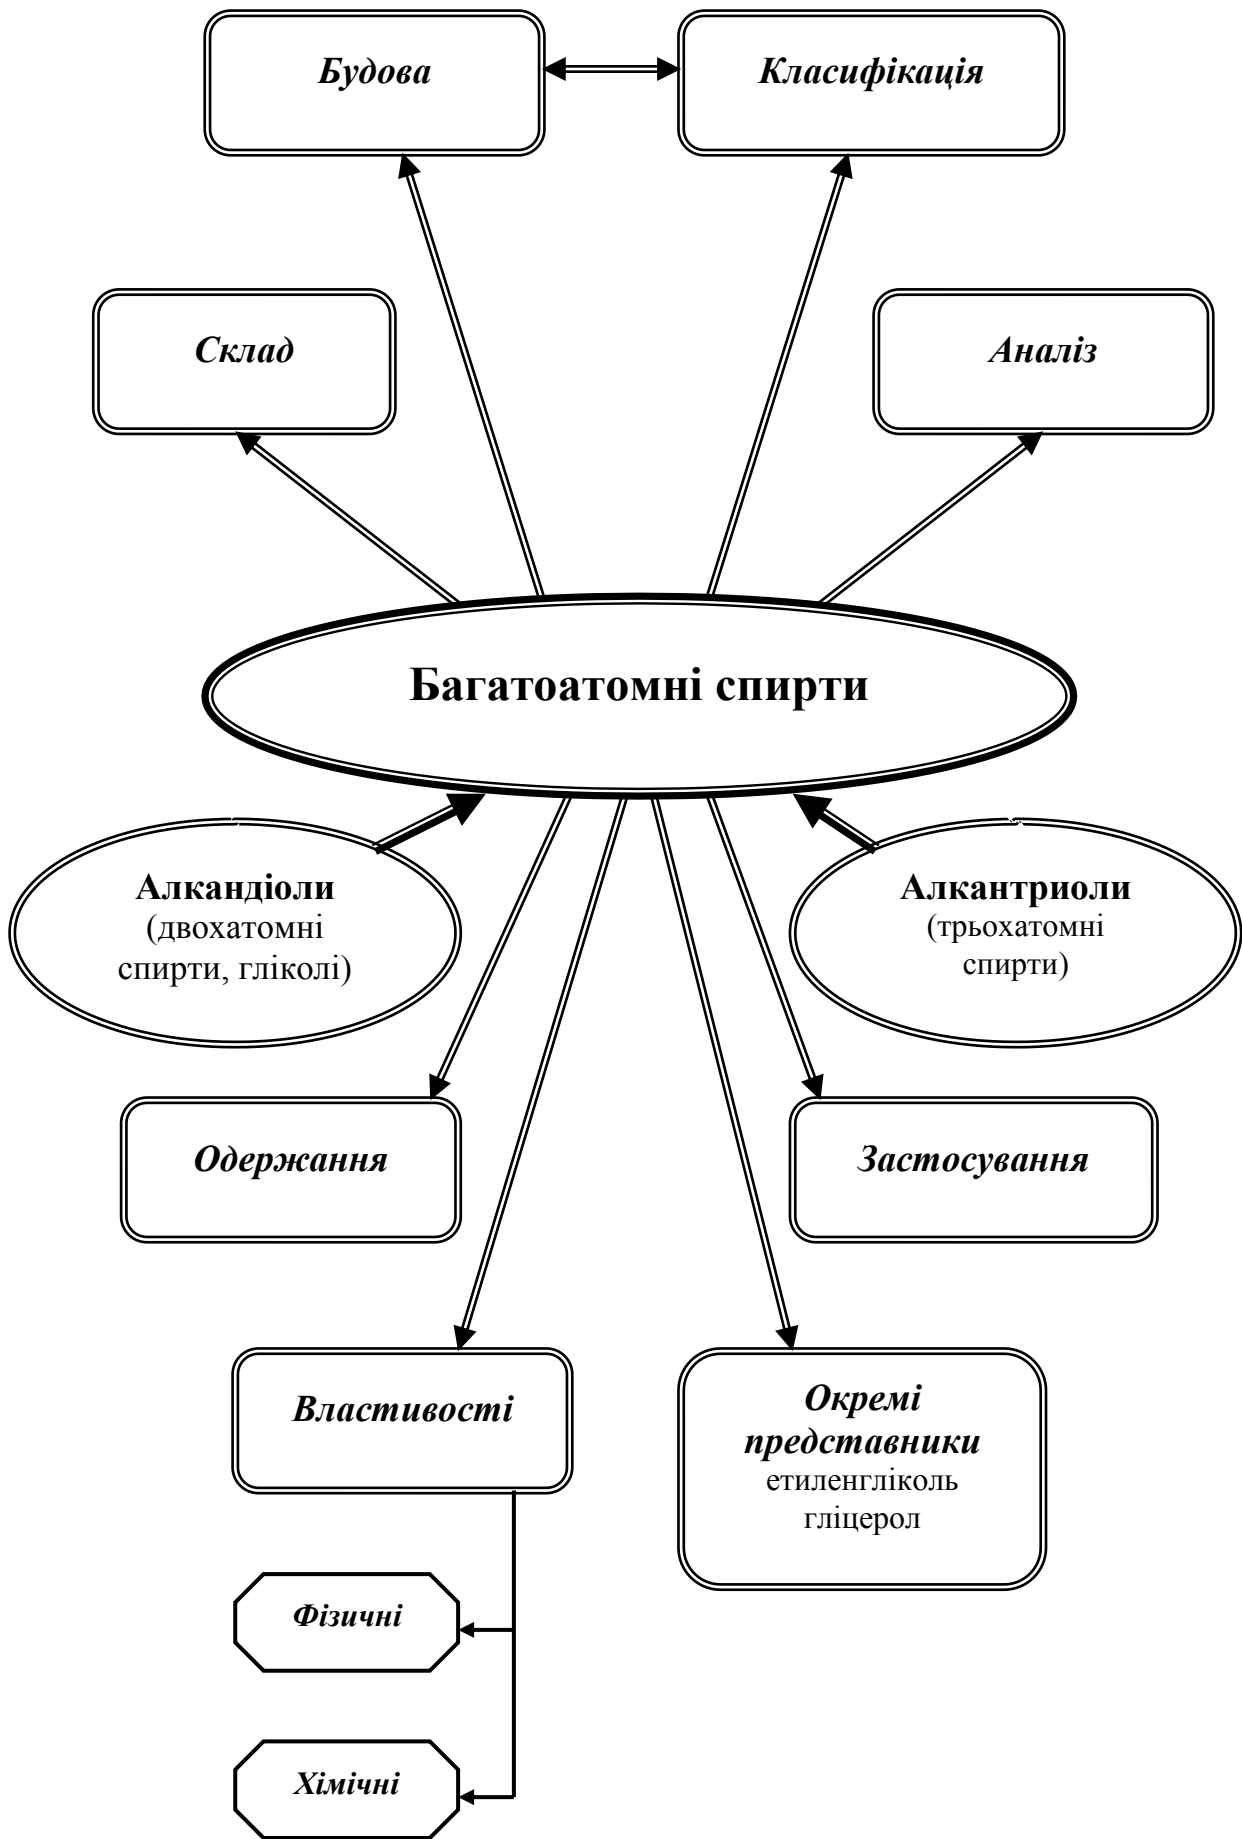 Будова
Класифікація
Склад
Аналіз
Багатоатомні спирти
Алкандіоли
(двохатомні
спирти, гліколі)
Алкантриоли
(трьохатомні
спирти)
Одержання
Застосування
Властивості
Окремі
представники
етиленгліколь
гліцерол
Фізичні
Хімічні